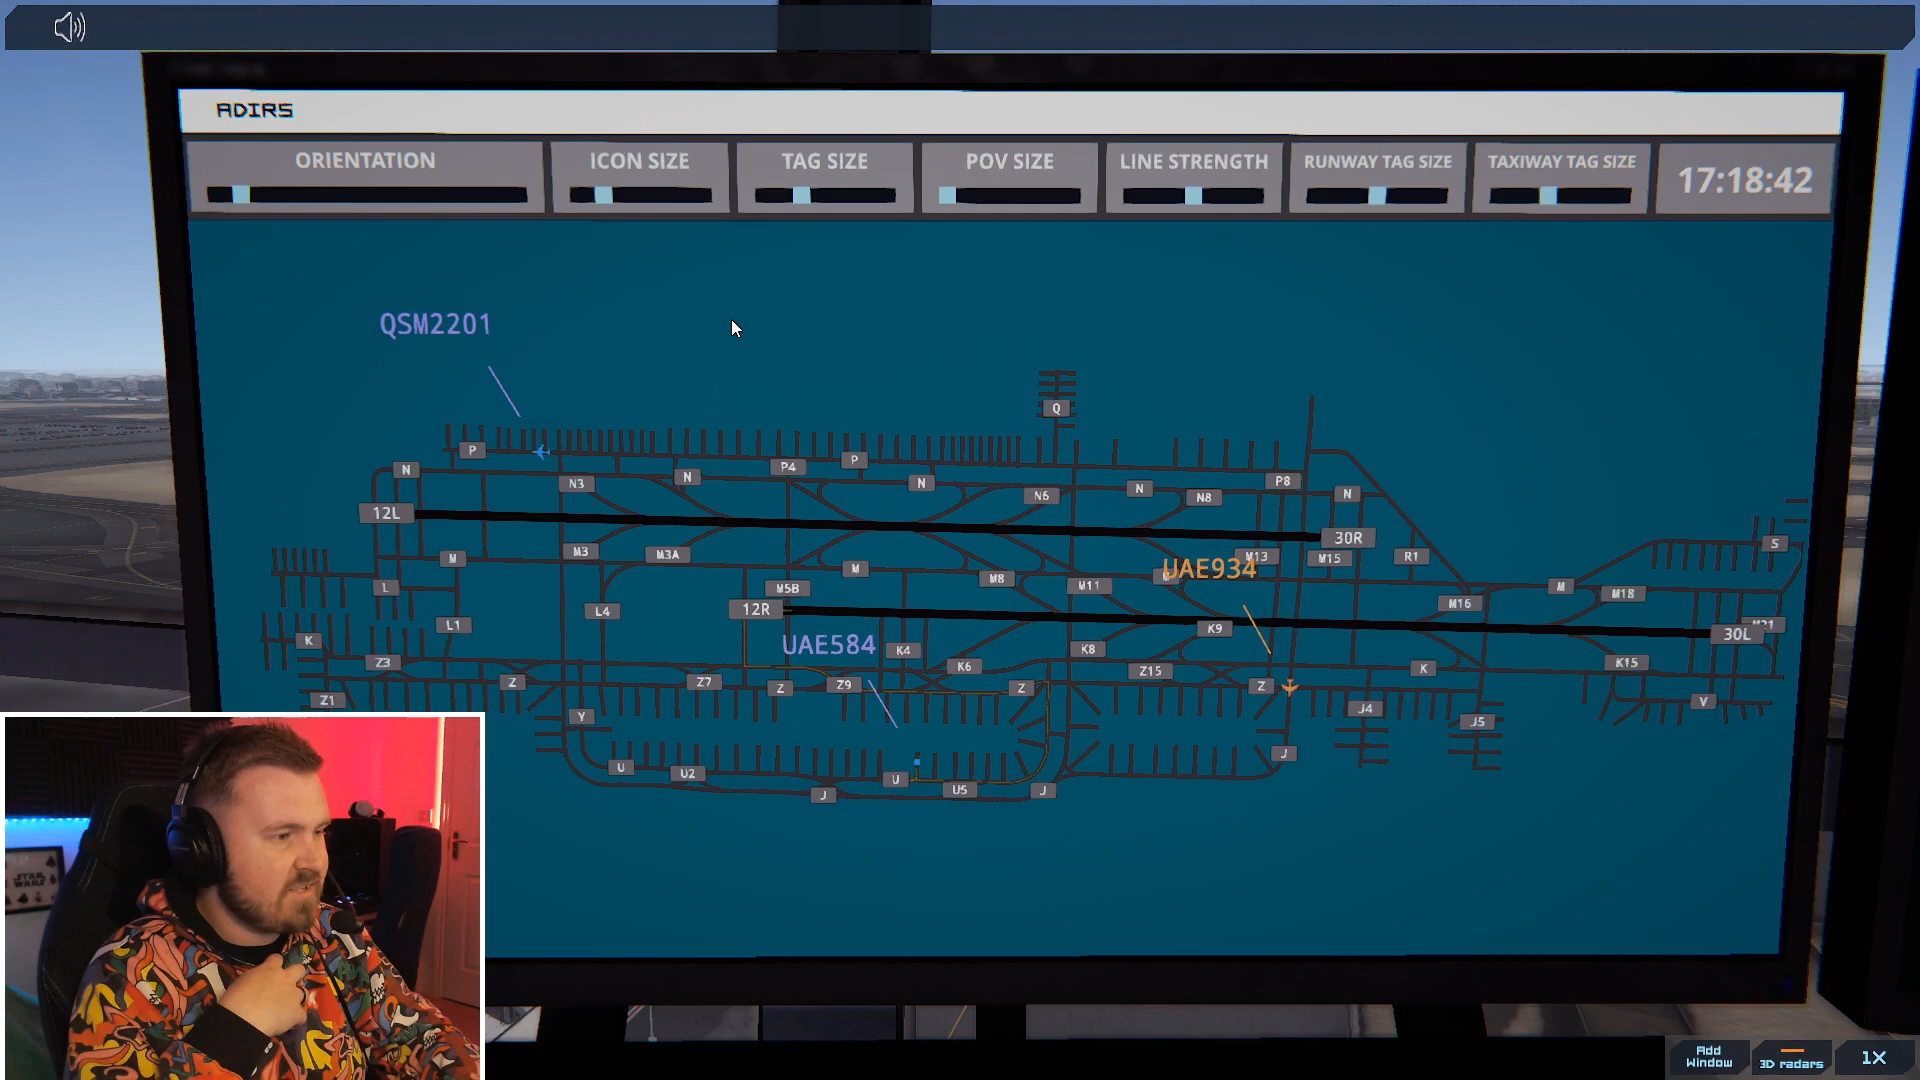 ADIRS
ORIENTATION ICON SIZE TAG SIZE POV SIZE LINE STRENGTH RUNWAY TAG SIZE TAXIWAY TAG SIZE 17:18:42
QSM2201
Q
P P4 P P8
N N3 N N N6 N N8 N
12L 30R
M M3 M3A M M8 M11 M13 M15 R1 M16 M M18 S
UAE934
L L4 M5B 12R
L1 K9 30L
K UAE584 K4 K6 K8 Z15 K K15
Z3 Z Z7 Z Z9 Z Z
Z1 Y J4 J5 V
J
U U2 U U5 J
J
STAR
WARS
Add
Window
3D radars
1X